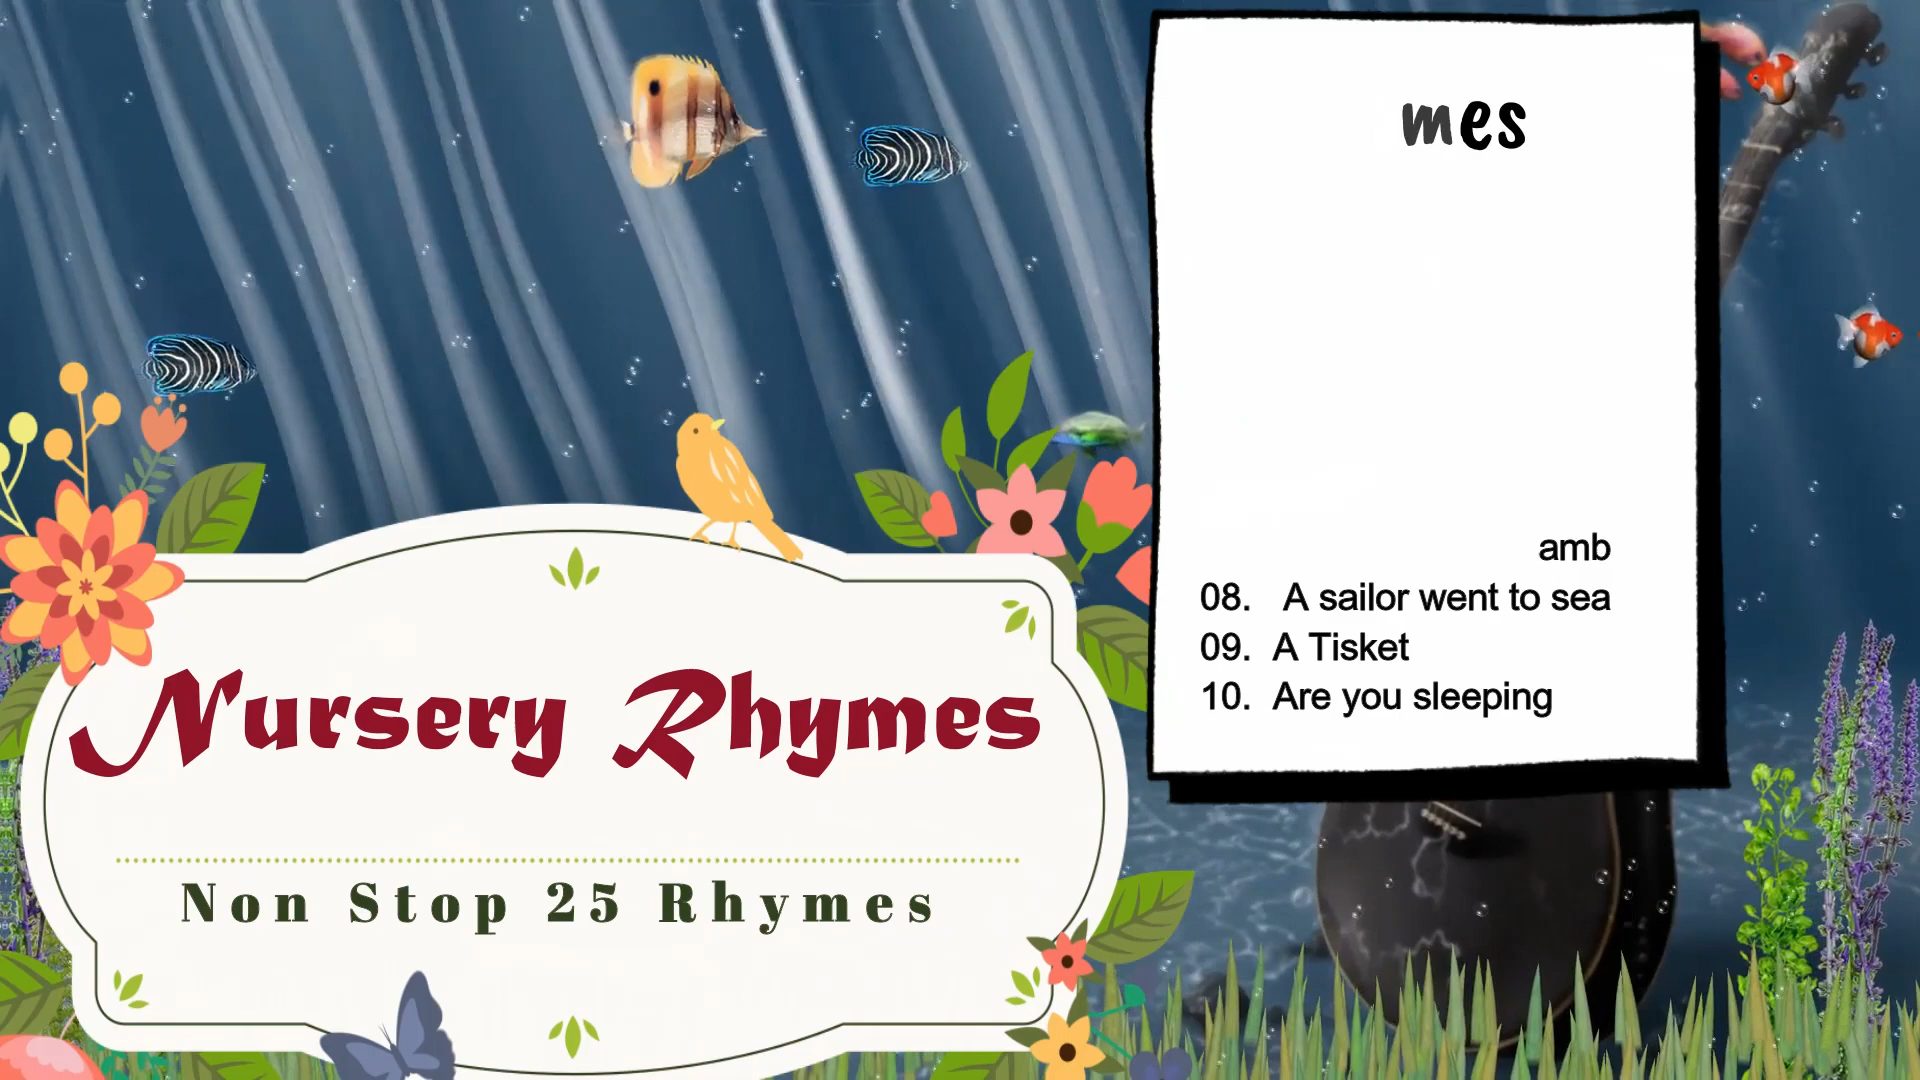 Nursery Rhymes
Non Stop 25 Rhymes
mes
amb
08. A sailor went to sea
09. A Tisket
10. Are you sleeping